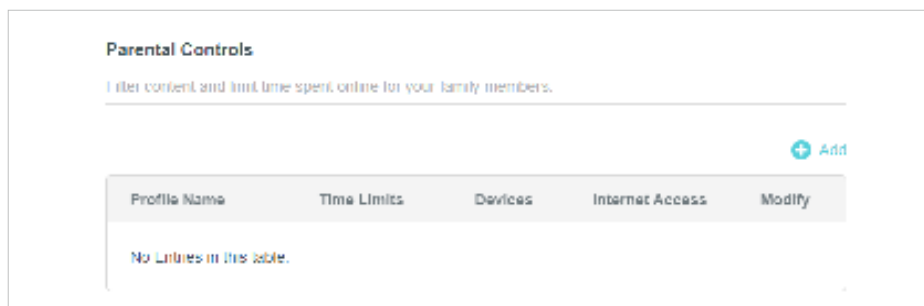 Parental Controls
Filter content and limit time spent online for your family members.
Add
Profile Name Time Limits Devices Internet Access Modify
No Entries in this table.